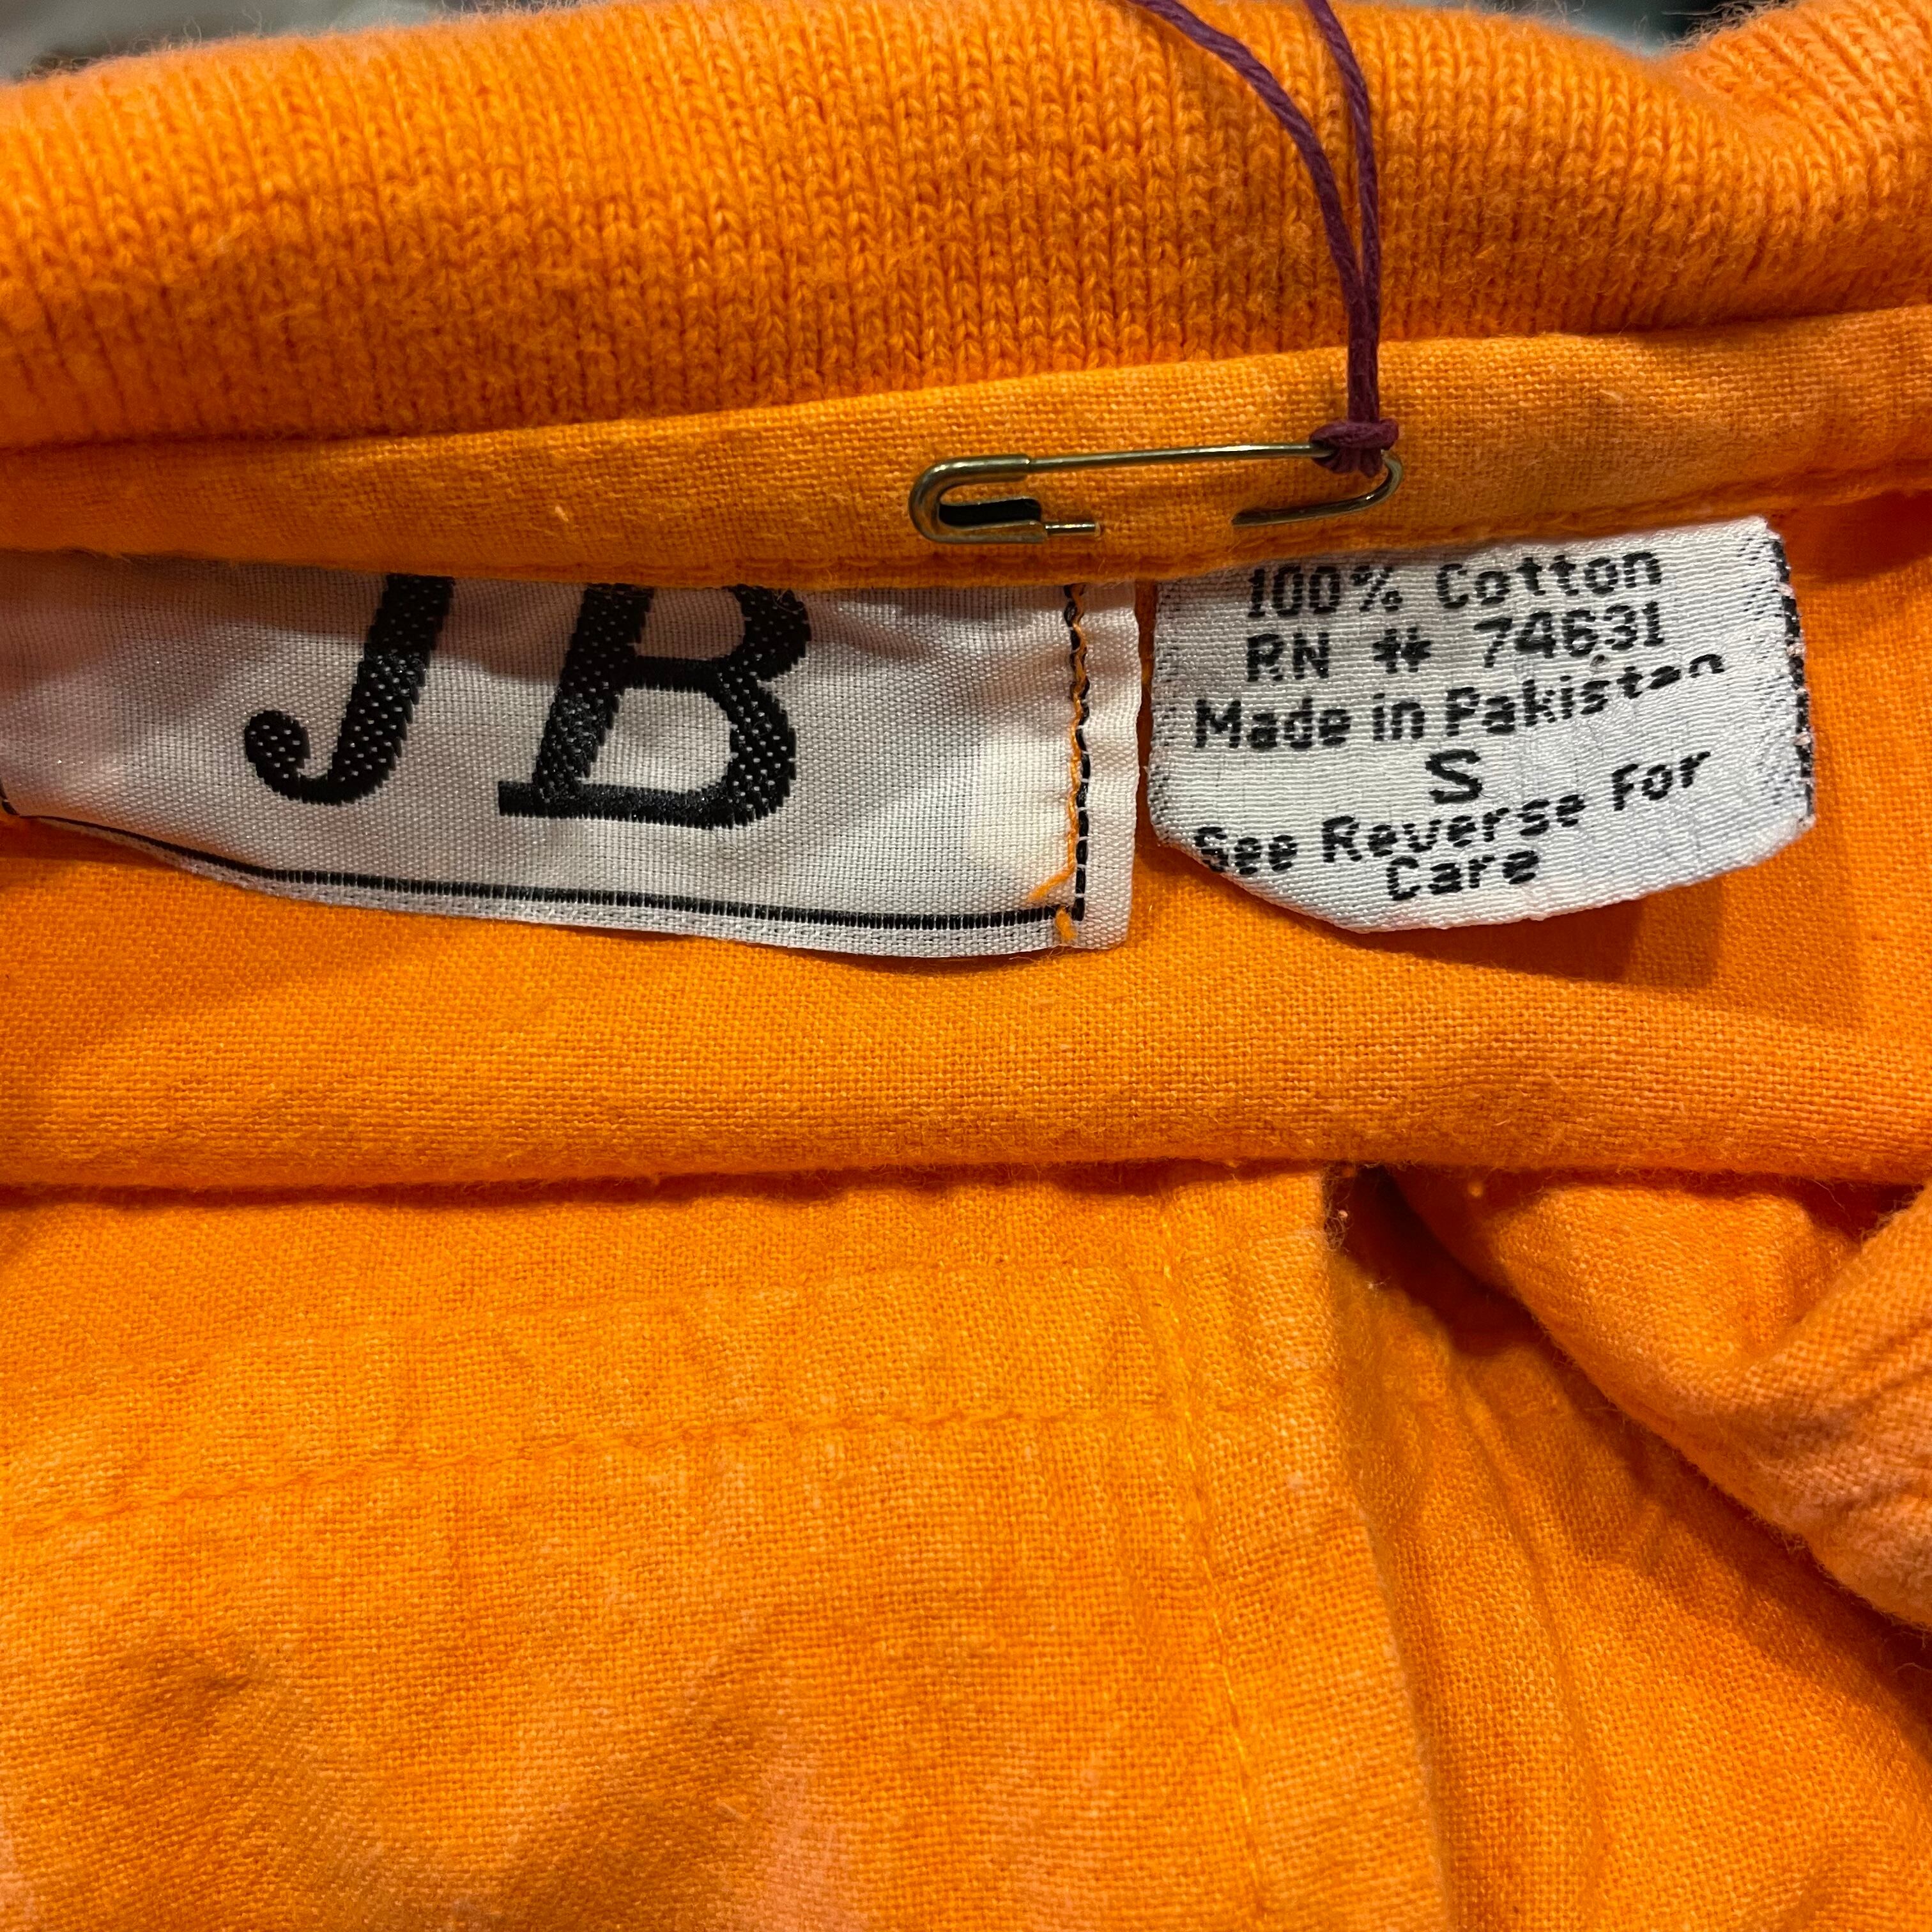 JB
100% Cotton
RN # 74631
Made in Pakistan
S
See Reverse For
Care